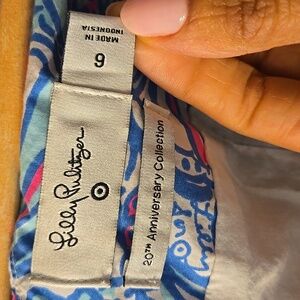 MADE IN
INDONESIA
6
Lilly Pulitzer
20TH Anniversary Collection